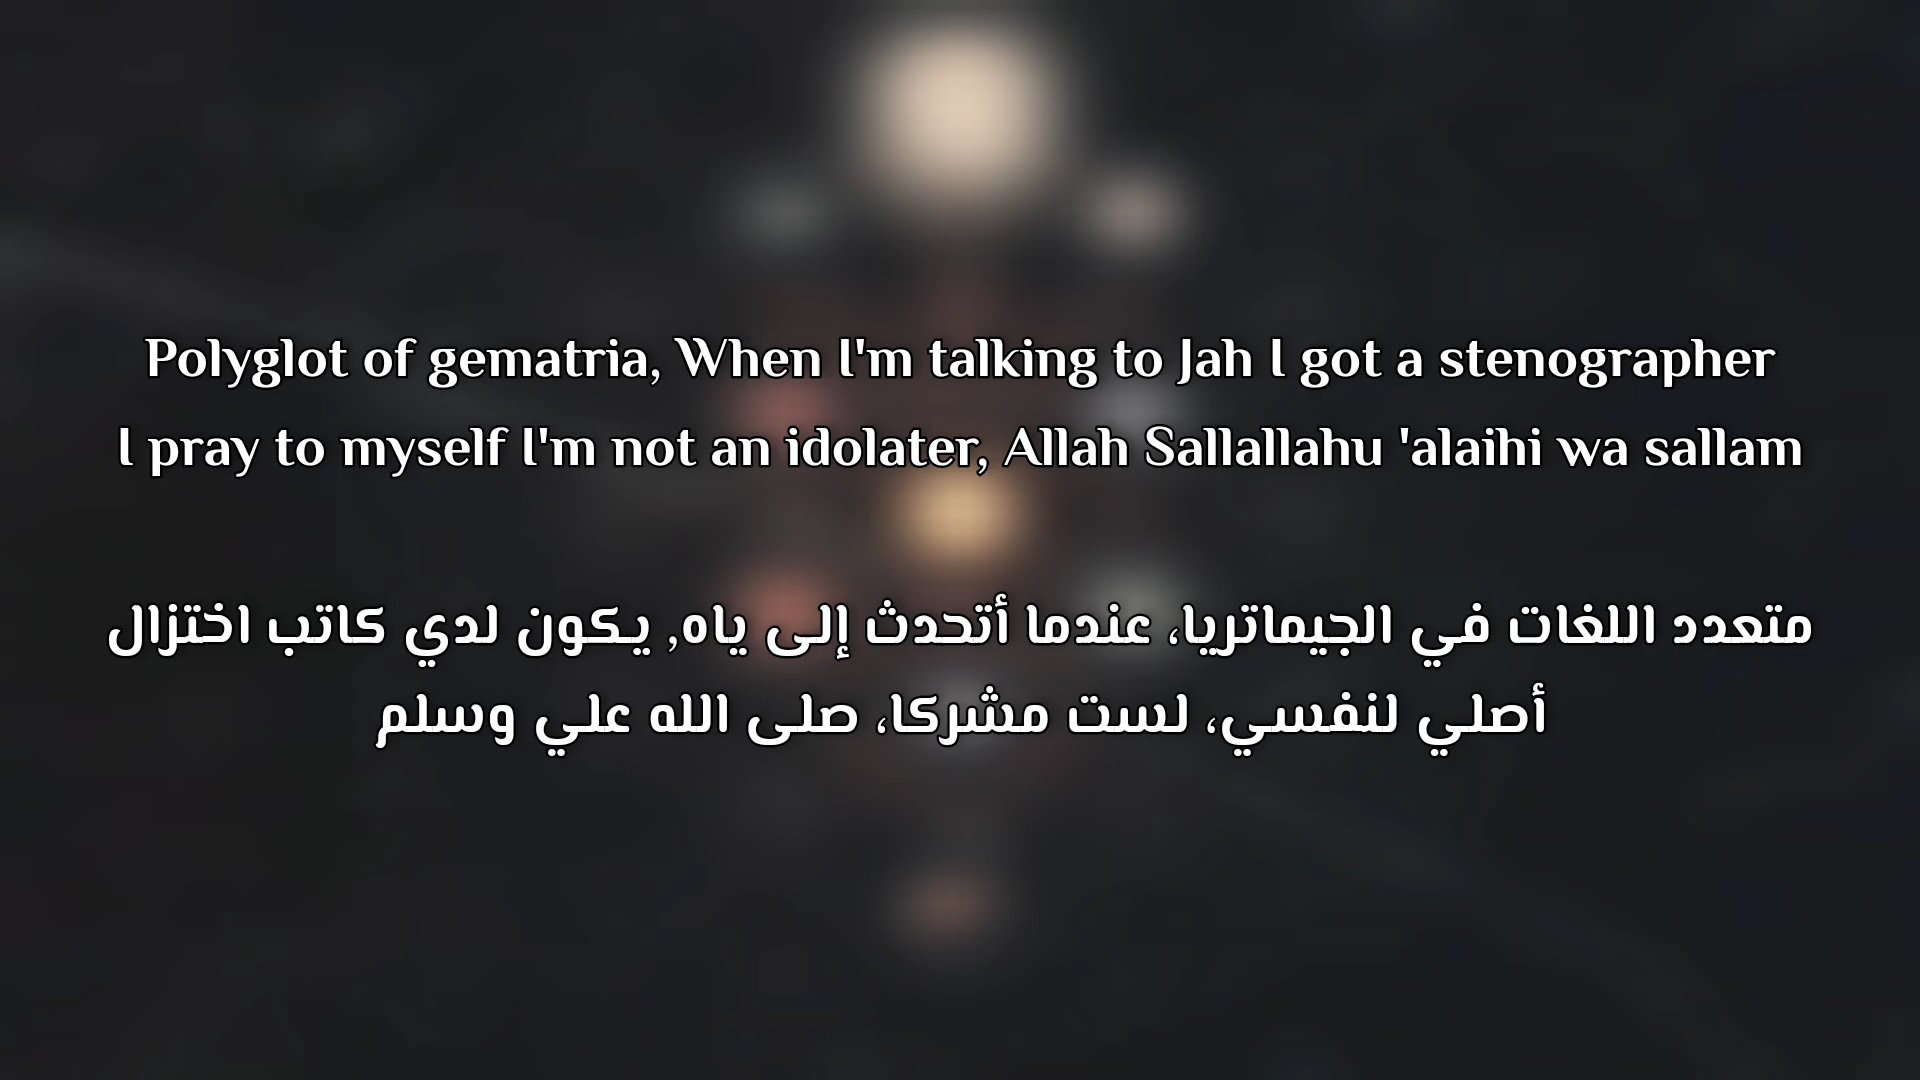 Polyglot of gematria, When I'm talking to Jah I got a stenographer
I pray to myself I'm not an idolater, Allah Sallallahu 'alaihi wa sallam
متعدد اللغات في الجيماتريا، عندما أتحدث إلى ياه, يكون لدي كاتب اختزال
أصلي لنفسي، لست مشركا، صلى الله علي وسلم